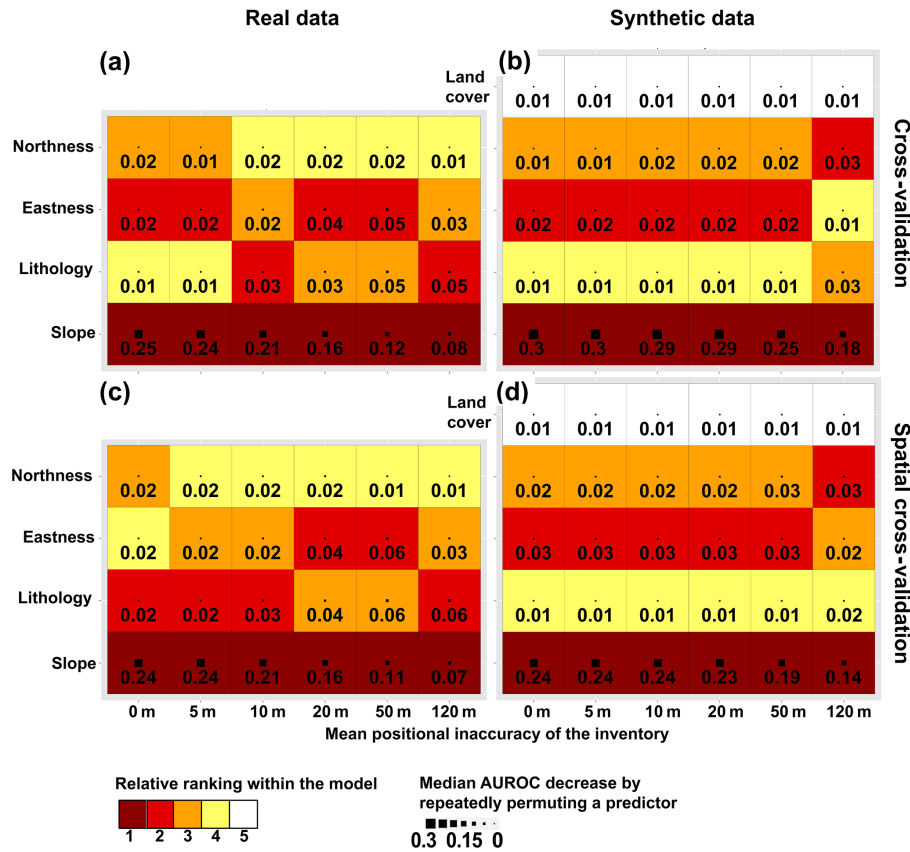 Real data
Synthetic data
(a)
(b)
Land
cover
0.01 0.01 0.01 0.01 0.01 0.01
Northness
0.02 0.01 0.02 0.02 0.02 0.01
0.01 0.01 0.02 0.02 0.02 0.03
Eastness
0.02 0.02 0.02 0.04 0.05 0.03
0.02 0.02 0.02 0.02 0.02 0.01
Lithology
0.01 0.01 0.03 0.03 0.05 0.05
0.01 0.01 0.01 0.01 0.01 0.03
Slope
0.25 0.24 0.21 0.16 0.12 0.08
0.3 0.3 0.29 0.29 0.25 0.18
Cross-validation
(c)
(d)
Land
cover
0.01 0.01 0.01 0.01 0.01 0.01
Northness
0.02 0.02 0.02 0.02 0.01 0.01
0.02 0.02 0.02 0.02 0.03 0.03
Eastness
0.02 0.02 0.02 0.04 0.06 0.03
0.03 0.03 0.03 0.03 0.03 0.02
Lithology
0.02 0.02 0.03 0.04 0.06 0.06
0.01 0.01 0.01 0.01 0.01 0.02
Slope
0.24 0.24 0.21 0.16 0.11 0.07
0.24 0.24 0.24 0.23 0.19 0.14
Spatial cross-validation
0 m 5 m 10 m 20 m 50 m 120 m
0 m 5 m 10 m 20 m 50 m 120 m
Mean positional inaccuracy of the inventory
Relative ranking within the model
1 2 3 4 5
Median AUROC decrease by
repeatedly permuting a predictor
0.3 0.15 0